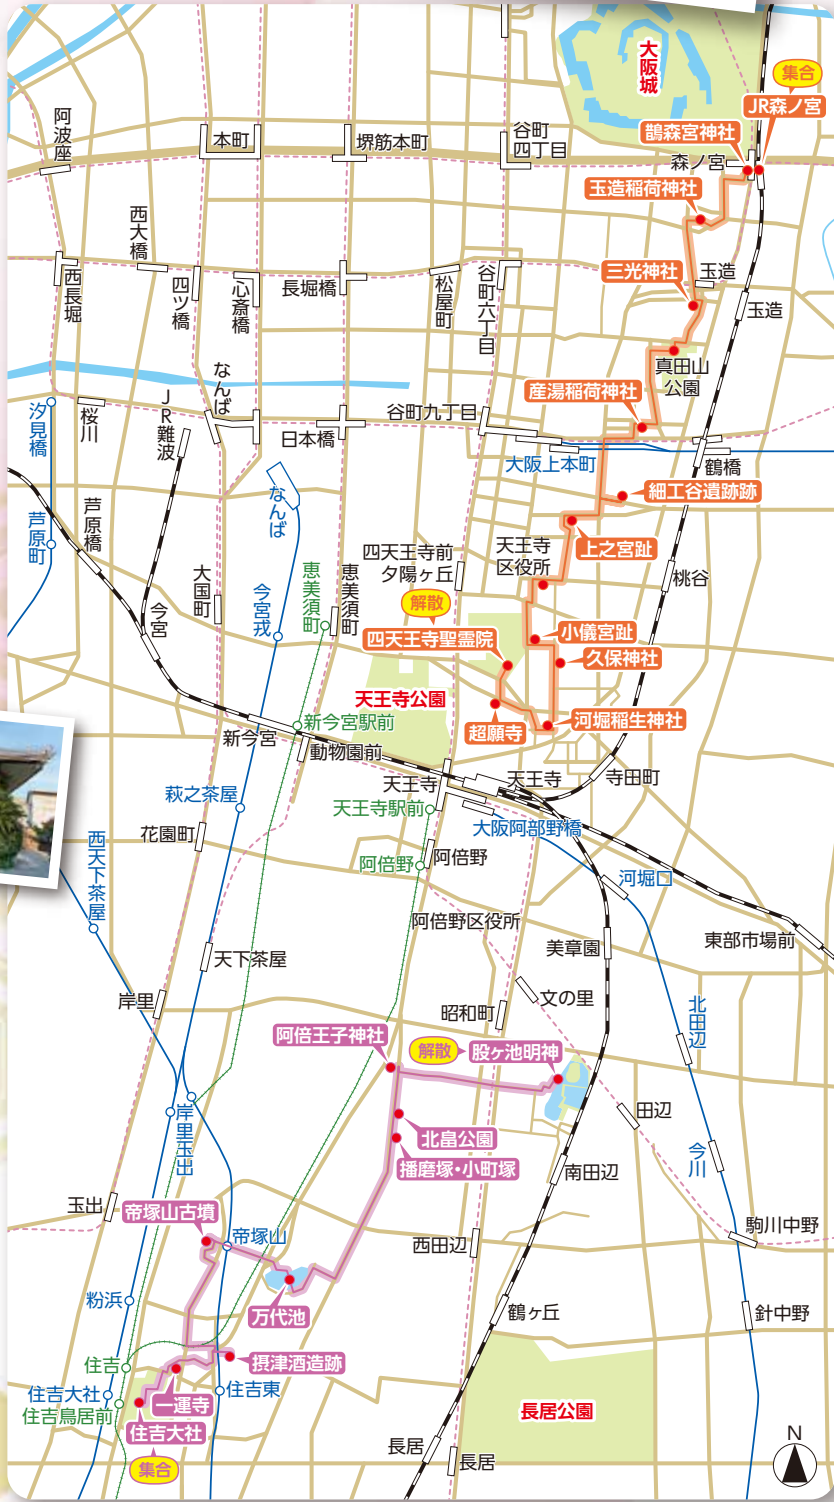 大阪城
集合
JR森ノ宮
鵲森宮神社
森ノ宮
阿波座
本町
堺筋本町
谷町
四丁目
玉造稲荷神社
西大橋
三光神社
玉造
西長堀
四ツ橋
心斎橋
長堀橋
松屋町
谷町六丁目
玉造
真田山
公園
なんば
JR難波
産湯稲荷神社
汐見橋
桜川
日本橋
谷町九丁目
大阪上本町
鶴橋
なんば
細工谷遺跡跡
芦原町
芦原橋
上之宮趾
四天王寺前
夕陽ヶ丘
天王寺
区役所
桃谷
大国町
今宮戎
恵美須町
恵美須町
解散
今宮
四天王寺聖霊院
小儀宮趾
久保神社
天王寺公園
超願寺
河堀稲生神社
新今宮駅前
新今宮
動物園前
天王寺
天王寺
寺田町
萩之茶屋
天王寺駅前
大阪阿部野橋
花園町
西天下茶屋
阿倍野
阿倍野
河堀口
阿倍野区役所
美章園
東部市場前
天下茶屋
岸里
昭和町
文の里
北田辺
阿倍王子神社
解散
股ヶ池明神
岸里玉出
北畠公園
田辺
播磨塚・小町塚
南田辺
今川
玉出
帝塚山古墳
帝塚山
西田辺
駒川中野
粉浜
万代池
鶴ヶ丘
針中野
住吉
摂津酒造跡
住吉大社
住吉鳥居前
一運寺
住吉東
住吉大社
長居公園
集合
長居
長居
N